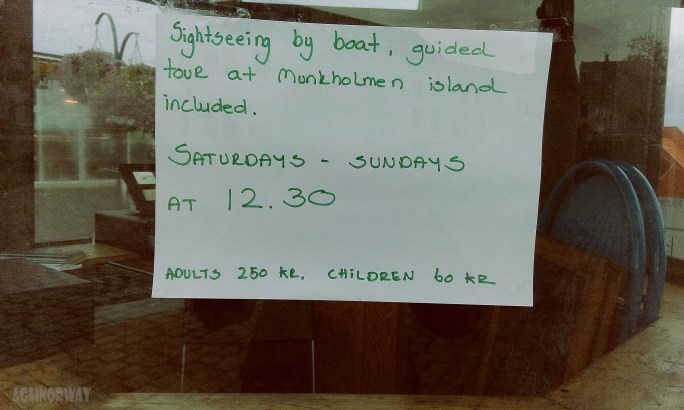 Sightseeing by boat, guided
tour at Munkholmen island
included.
SATURDAYS - SUNDAYS
AT 12.30
ADULTS 250 KR, CHILDREN 60 KR
AGAINORWAY